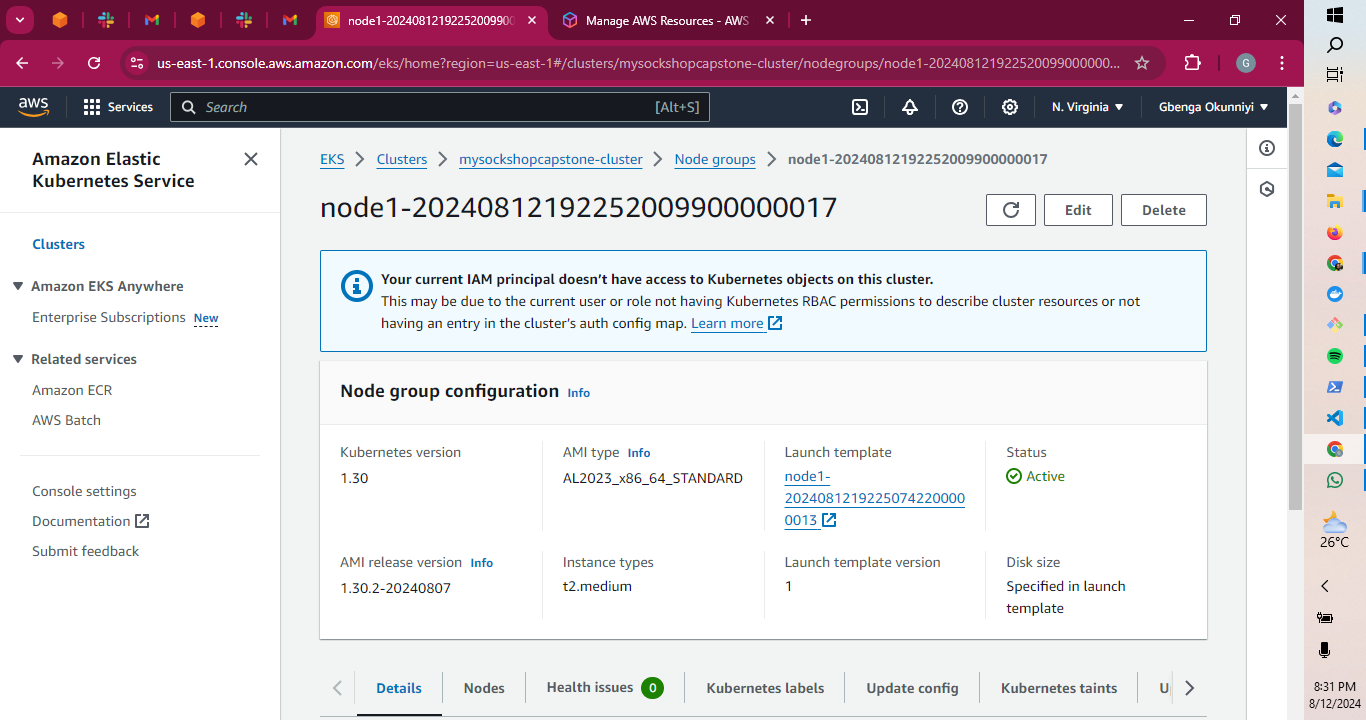 node1-2024081219225200990
Manage AWS Resources - AWS
us-east-1.console.aws.amazon.com/eks/home?region=us-east-1#/clusters/mysockshopcapstone-cluster/nodegroups/node1-202408121922520099000000...
G
aws
Services
Search
[Alt+S]
N. Virginia
Gbenga Okunniyi
Amazon Elastic
Kubernetes Service
Clusters
Amazon EKS Anywhere
Enterprise Subscriptions New
Related services
Amazon ECR
AWS Batch
Console settings
Documentation
Submit feedback
EKS
Clusters
mysockshopcapstone-cluster
Node groups
node1-20240812192252009900000017
node1-20240812192252009900000017
Edit
Delete
Your current IAM principal doesn’t have access to Kubernetes objects on this cluster.
This may be due to the current user or role not having Kubernetes RBAC permissions to describe cluster resources or not
having an entry in the cluster’s auth config map. Learn more
Node group configuration Info
Kubernetes version
1.30
AMI type Info
AL2023_x86_64_STANDARD
Launch template
node1-
2024081219225074220000
0013
Status
Active
AMI release version Info
1.30.2-20240807
Instance types
t2.medium
Launch template version
1
Disk size
Specified in launch
template
Details
Nodes
Health issues 0
Kubernetes labels
Update config
Kubernetes taints
26°C
8:31 PM
8/12/2024